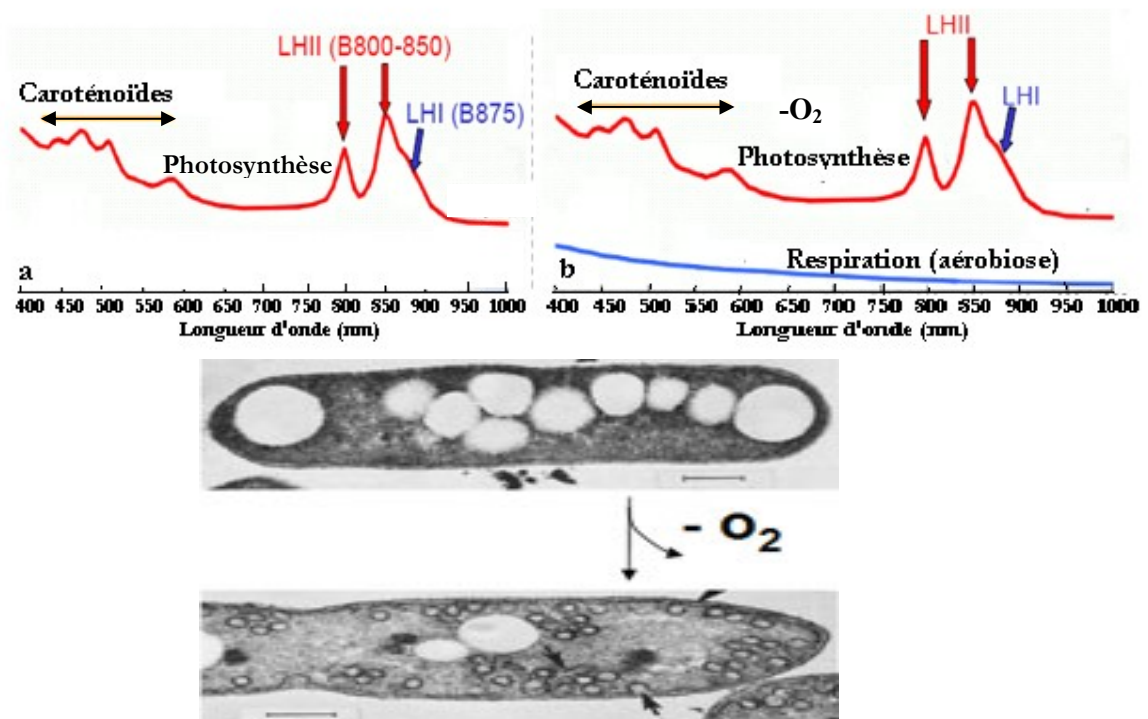 LHII (B800-850)
Caroténoïdes
LHI (B875)
Photosynthèse
a
400 450 500 550 600 650 700 750 800 850 900 950 1000
Longueur d'onde (nm)
LHII
Caroténoïdes
-O₂
LHI
Photosynthèse
Respiration (aérobiose)
b
400 450 500 550 600 650 700 750 800 850 900 950 1000
Longueur d'onde (nm)
- O₂